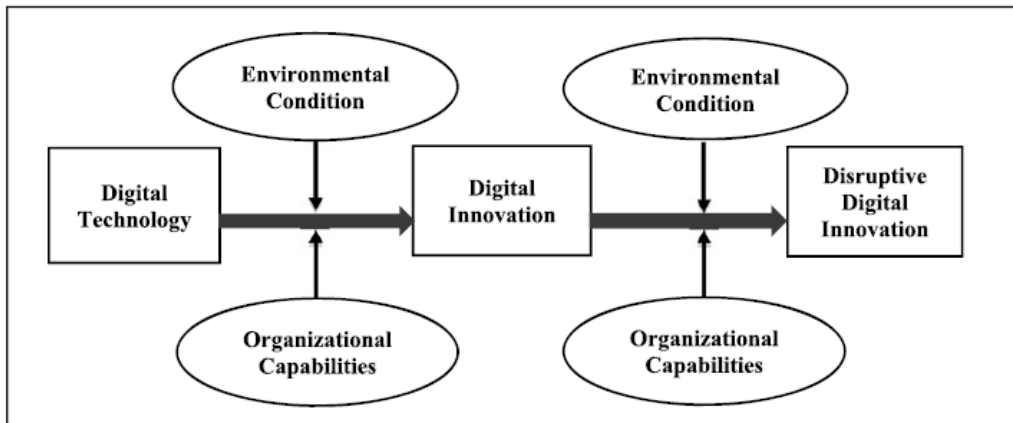 Environmental
Condition
Environmental
Condition
Digital
Technology
Digital
Innovation
Disruptive
Digital
Innovation
Organizational
Capabilities
Organizational
Capabilities